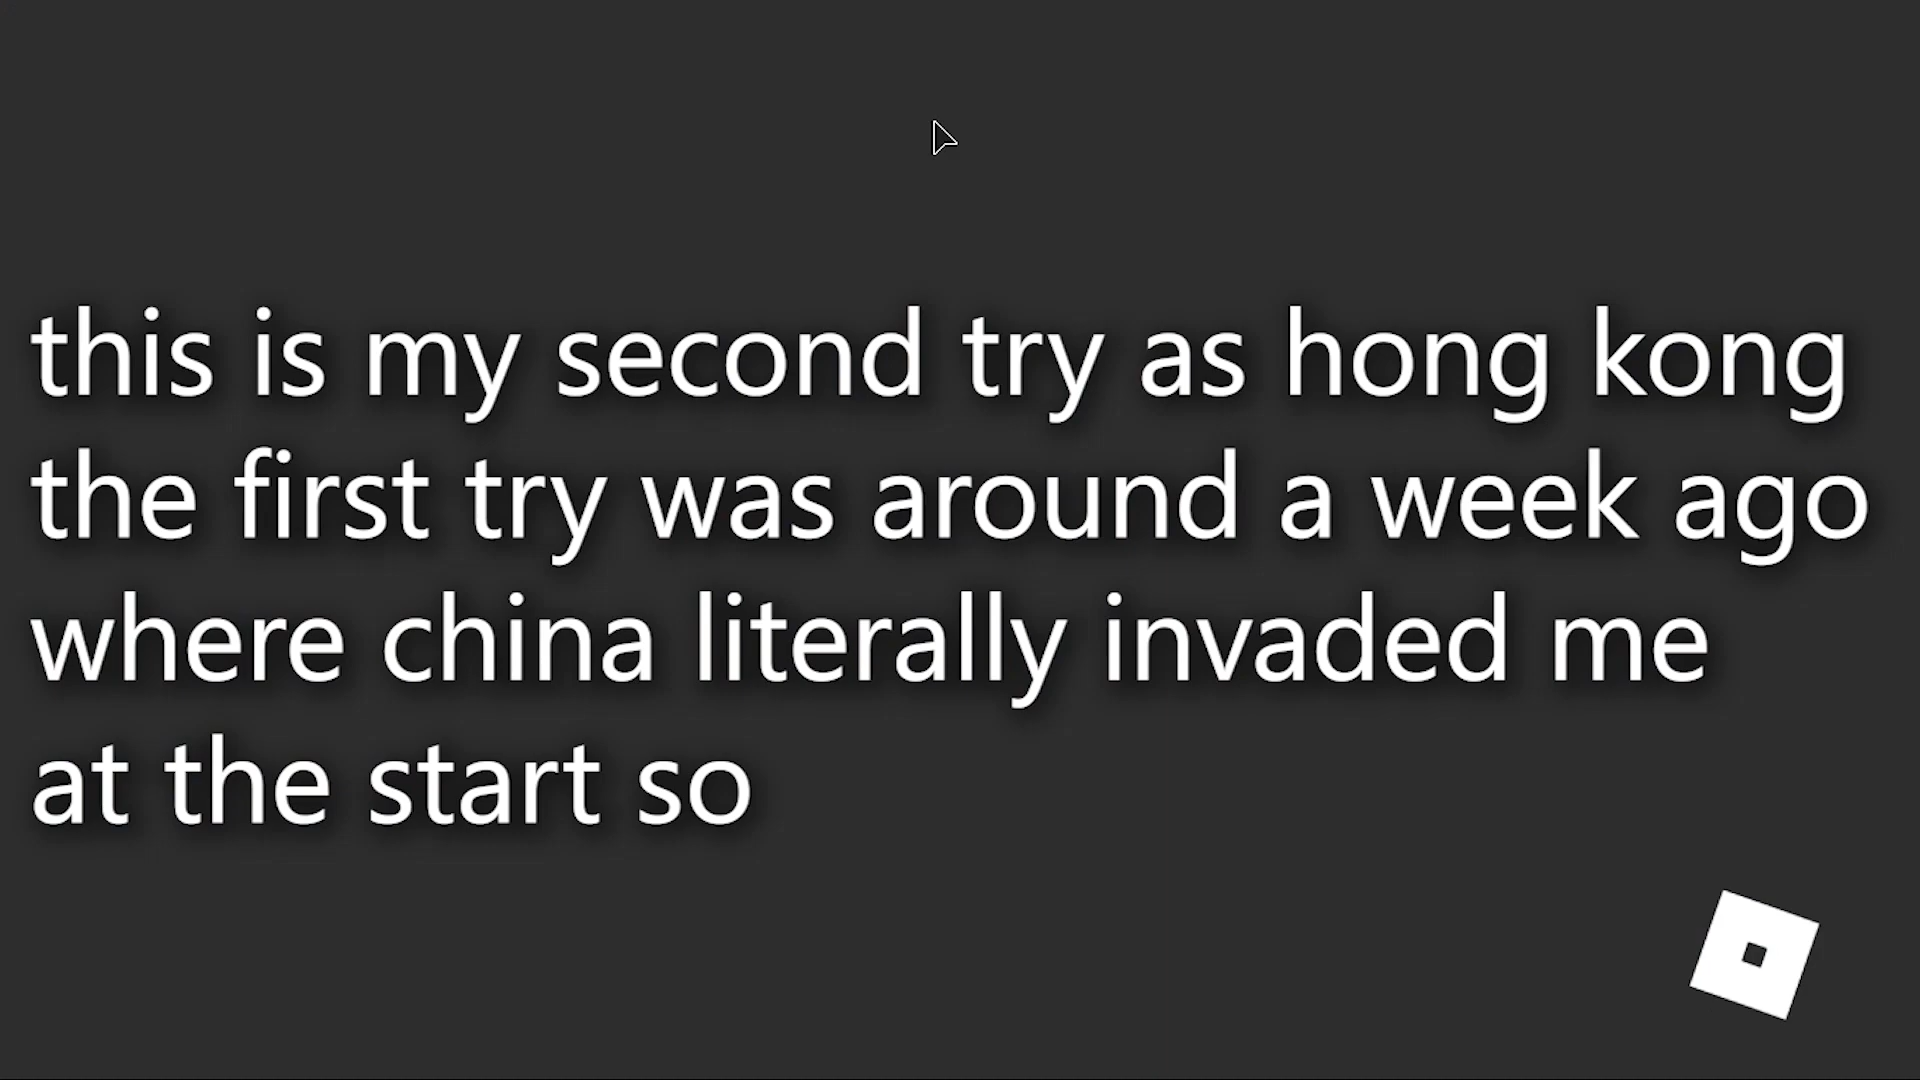 this is my second try as hong kong
the first try was around a week ago
where china literally invaded me
at the start so